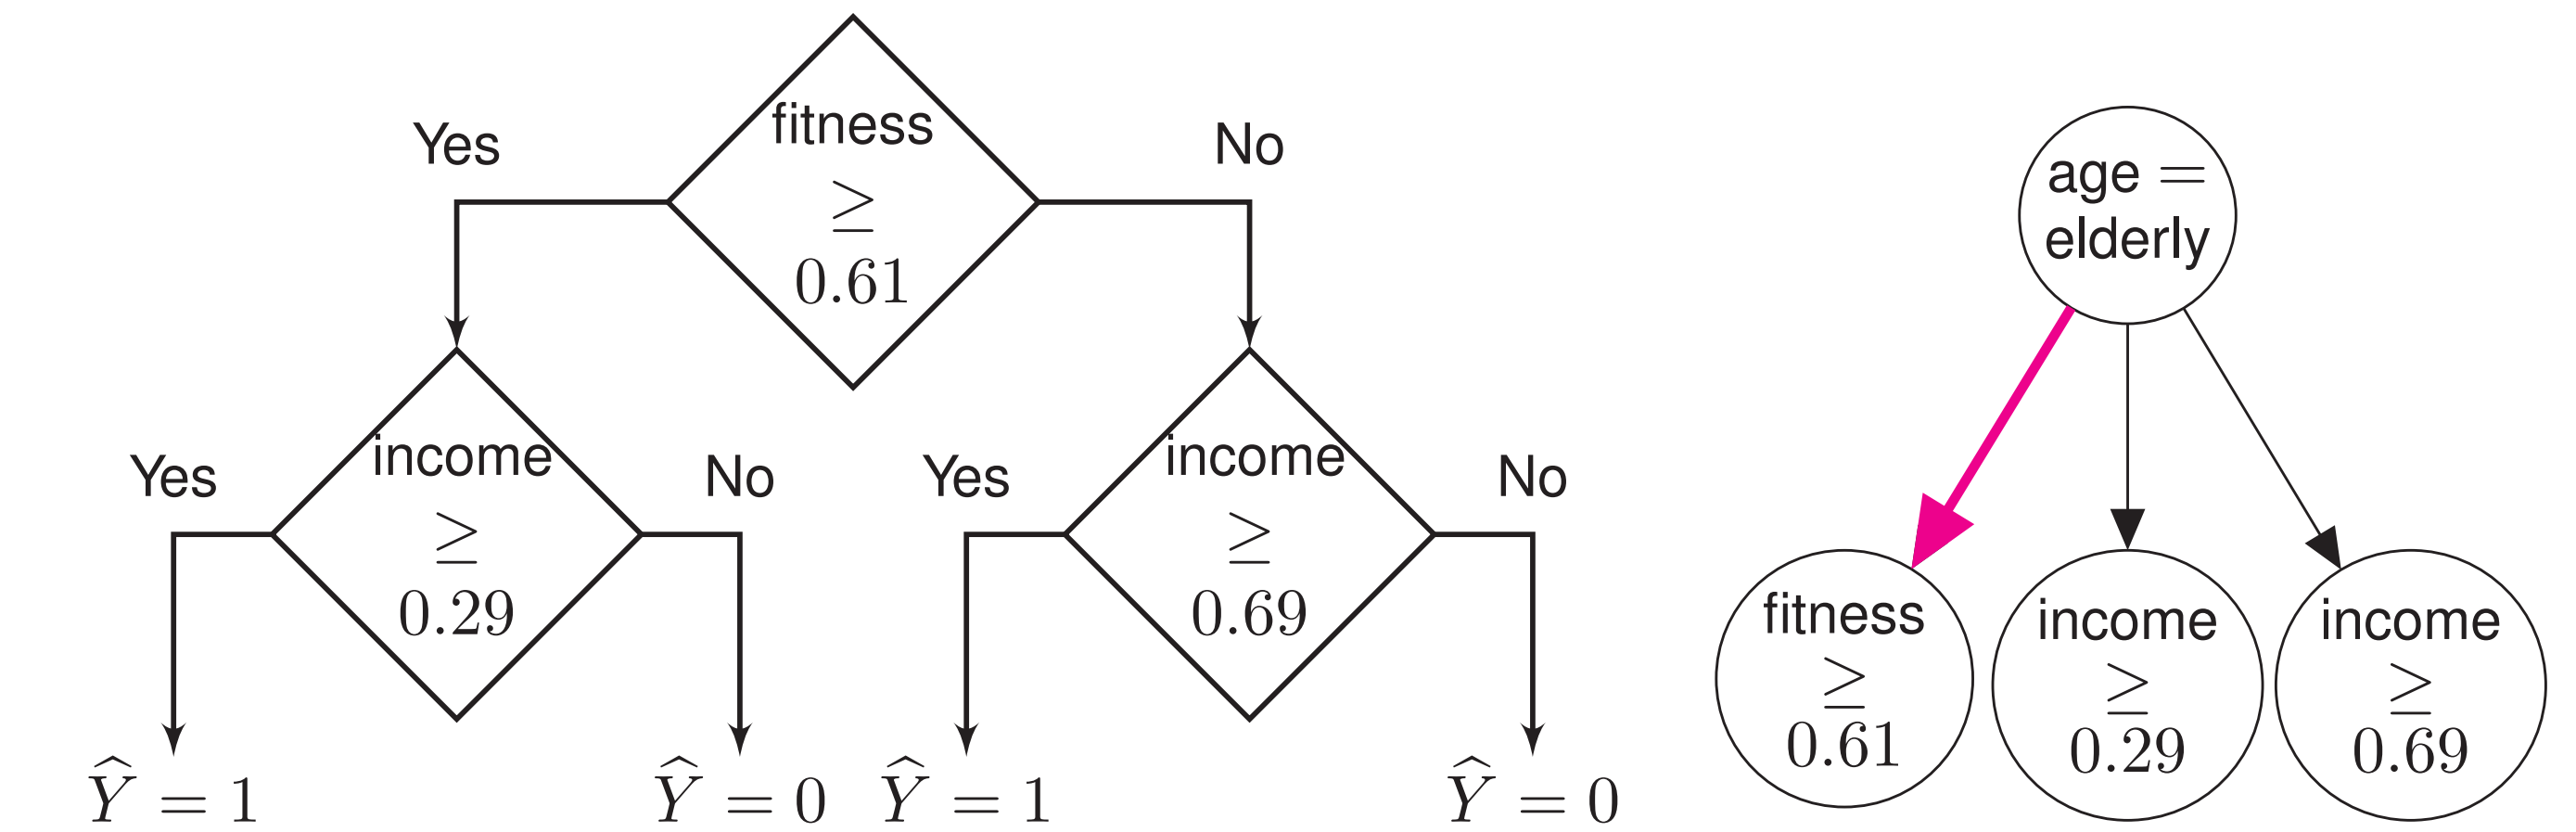 fitness
≥
0.61
Yes
No
income
≥
0.29
Yes
No
income
≥
0.69
Yes
No
Ŷ = 1
Ŷ = 0
Ŷ = 1
Ŷ = 0
age =
elderly
fitness
≥
0.61
income
≥
0.29
income
≥
0.69